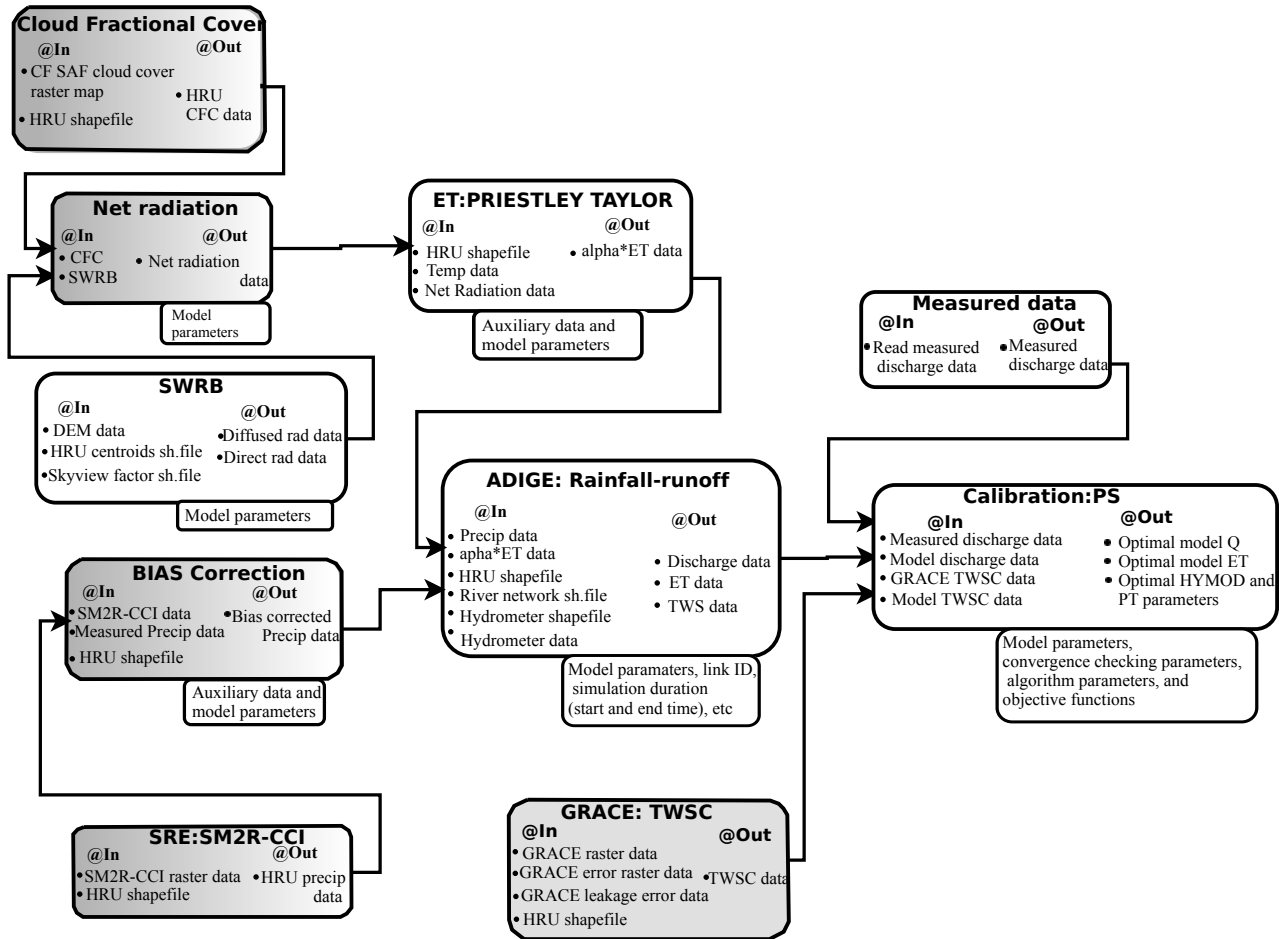 Cloud Fractional Cover
@In
@Out
• CF SAF cloud cover
raster map
• HRU shapefile
• HRU
CFC data
Net radiation
@In
@Out
• CFC
• SWRB
• Net radiation
data
Model
parameters
ET:PRIESTLEY TAYLOR
@In
@Out
• HRU shapefile
• Temp data
• Net Radiation data
• alpha*ET data
Auxiliary data and
model parameters
Measured data
@In
@Out
• Read measured
discharge data
• Measured
discharge data
SWRB
@In
@Out
• DEM data
• HRU centroids sh.file
• Skyview factor sh.file
• Diffused rad data
• Direct rad data
Model parameters
ADIGE: Rainfall-runoff
@In
@Out
• Precip data
• apha*ET data
• HRU shapefile
• River network sh.file
• Hydrometer shapefile
• Hydrometer data
• Discharge data
• ET data
• TWS data
Model paramaters, link ID,
simulation duration
(start and end time), etc
Calibration:PS
@In
@Out
• Measured discharge data
• Model discharge data
• GRACE TWSC data
• Model TWSC data
• Optimal model Q
• Optimal model ET
• Optimal HYMOD and
PT parameters
Model parameters,
convergence checking parameters,
algorithm parameters, and
objective functions
BIAS Correction
@In
@Out
• SM2R-CCI data
• Measured Precip data
• HRU shapefile
• Bias corrected
Precip data
Auxiliary data and
model parameters
SRE:SM2R-CCI
@In
@Out
• SM2R-CCI raster data
• HRU shapefile
• HRU precip
data
GRACE: TWSC
@In
@Out
• GRACE raster data
• GRACE error raster data
• GRACE leakage error data
• HRU shapefile
• TWSC data